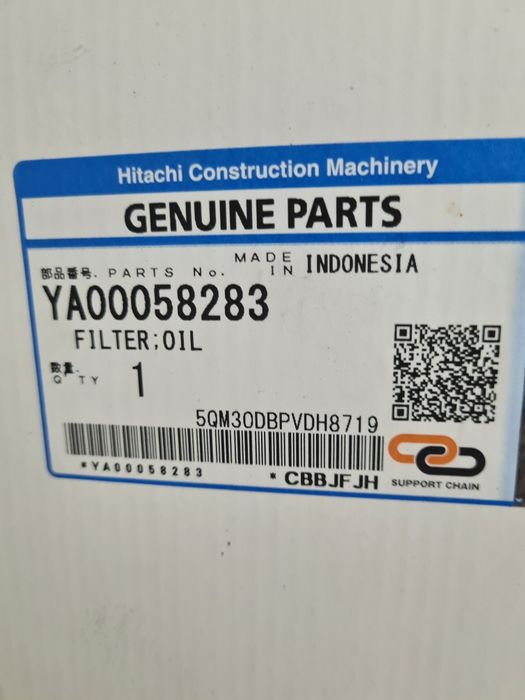 Hitachi Construction Machinery
GENUINE PARTS
部品番号. PARTS No. MADE IN INDONESIA
YA00058283
FILTER;OIL
数量.
Q'TY 1
5QM30DBPVDH8719
*YA00058283
* CBBJFJH
SUPPORT CHAIN